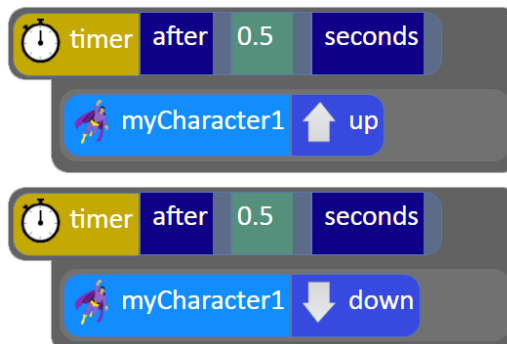 timer after 0.5 seconds
myCharacter1 up
timer after 0.5 seconds
myCharacter1 down